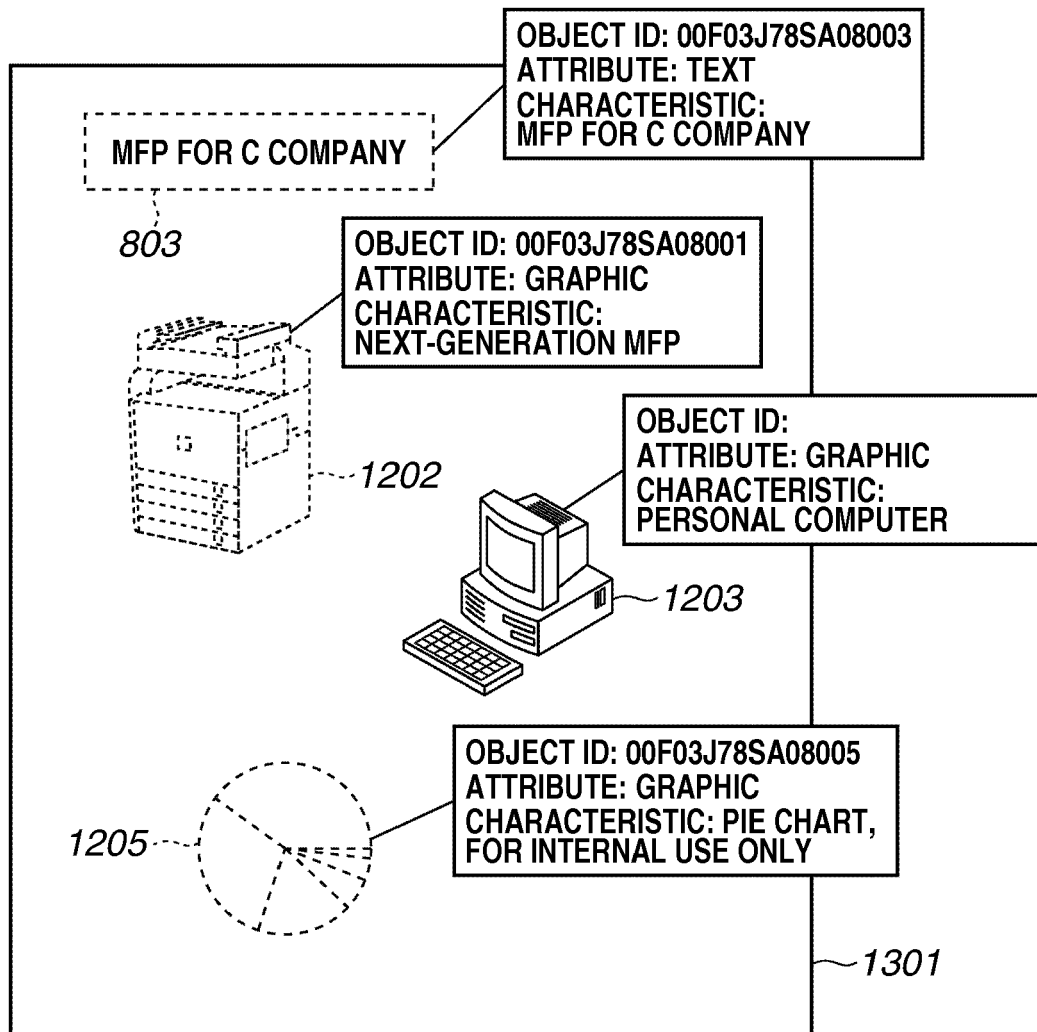 OBJECT ID: 00F03J78SA08003
ATTRIBUTE: TEXT
CHARACTERISTIC:
MFP FOR C COMPANY
MFP FOR C COMPANY
803
OBJECT ID: 00F03J78SA08001
ATTRIBUTE: GRAPHIC
CHARACTERISTIC:
NEXT-GENERATION MFP
1202
OBJECT ID:
ATTRIBUTE: GRAPHIC
CHARACTERISTIC:
PERSONAL COMPUTER
1203
OBJECT ID: 00F03J78SA08005
ATTRIBUTE: GRAPHIC
CHARACTERISTIC: PIE CHART,
FOR INTERNAL USE ONLY
1205
1301